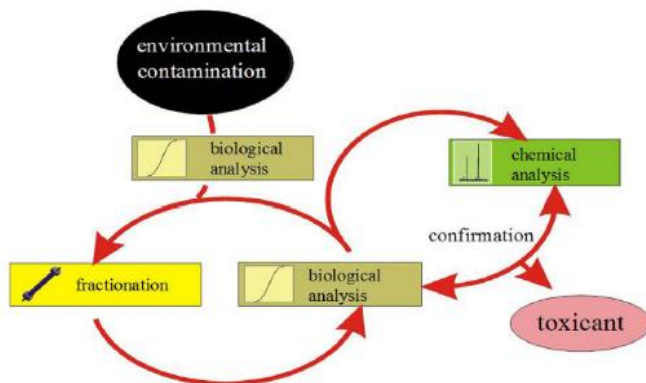 environmental
contamination
biological
analysis
chemical
analysis
confirmation
fractionation
biological
analysis
toxicant